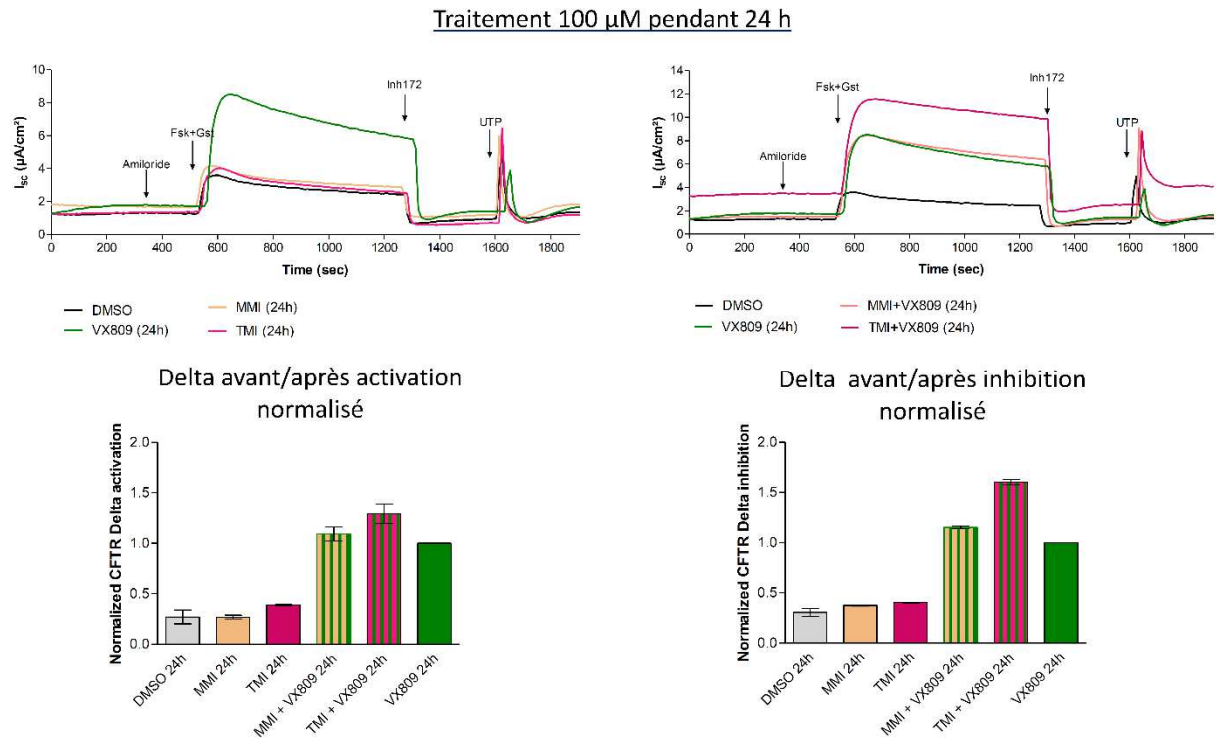 Traitement 100 µM pendant 24 h
10
8
6
4
2
0
I_sc (µA/cm²)
Amiloride
Fsk+Gst
Inh172
UTP
0 200 400 600 800 1000 1200 1400 1600 1800
Time (sec)
DMSO
MMI (24h)
VX809 (24h)
TMI (24h)
14
12
10
8
6
4
2
0
I_sc (µA/cm²)
Amiloride
Fsk+Gst
Inh172
UTP
0 200 400 600 800 1000 1200 1400 1600 1800
Time (sec)
DMSO
MMI+VX809 (24h)
VX809 (24h)
TMI+VX809 (24h)
Delta avant/après activation
normalisé
2.0
1.5
1.0
0.5
0.0
Normalized CFTR Delta activation
DMSO 24h
MMI 24h
TMI 24h
MMI + VX809 24h
TMI + VX809 24h
VX809 24h
Delta avant/après inhibition
normalisé
2.0
1.5
1.0
0.5
0.0
Normalized CFTR Delta inhibition
DMSO 24h
MMI 24h
TMI 24h
MMI + VX809 24h
TMI + VX809 24h
VX809 24h